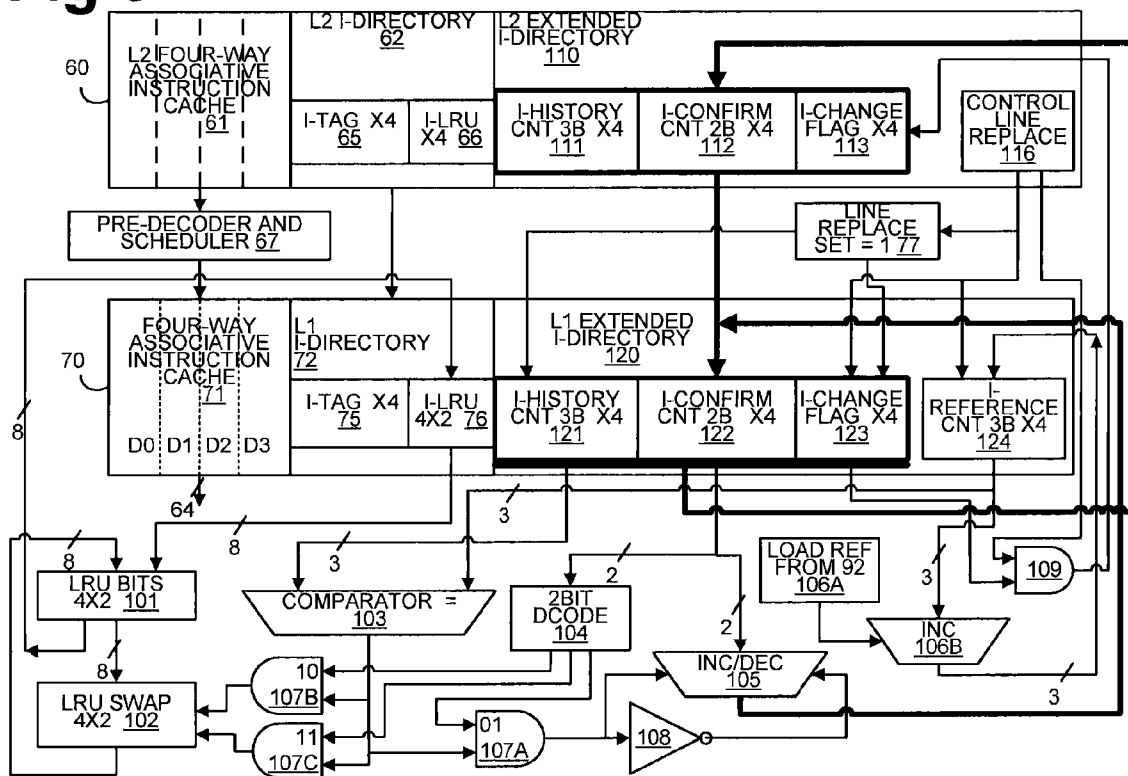 60
L2 FOUR-WAY
ASSOCIATIVE
INSTRUCTION
CACHE 61
L2 I-DIRECTORY
62
L2 EXTENDED
I-DIRECTORY
110
I-TAG X4
65
I-LRU
X4 66
I-HISTORY
CNT 3B X4
111
I-CONFIRM
CNT 2B X4
112
I-CHANGE
FLAG X4
113
CONTROL
LINE
REPLACE
116
PRE-DECODER AND
SCHEDULER 67
LINE
REPLACE
SET = 1 77
70
8
FOUR-WAY
ASSOCIATIVE
INSTRUCTION
CACHE
71
D0 D1 D2 D3
L1
I-DIRECTORY
72
L1 EXTENDED
I-DIRECTORY
120
I-TAG X4
75
I-LRU
4X2 76
I-HISTORY
CNT 3B X4
121
I-CONFIRM
CNT 2B X4
122
I-CHANGE
FLAG X4
123
I-
REFERENCE
CNT 3B X4
124
64
8
8
3
3
2
2
3
LRU BITS
4X2 101
COMPARATOR =
103
2BIT
DCODE
104
LOAD REF
FROM 92
106A
109
INC
106B
3
8
INC/DEC
105
LRU SWAP
4X2 102
10
107B
11
107C
01
107A
108